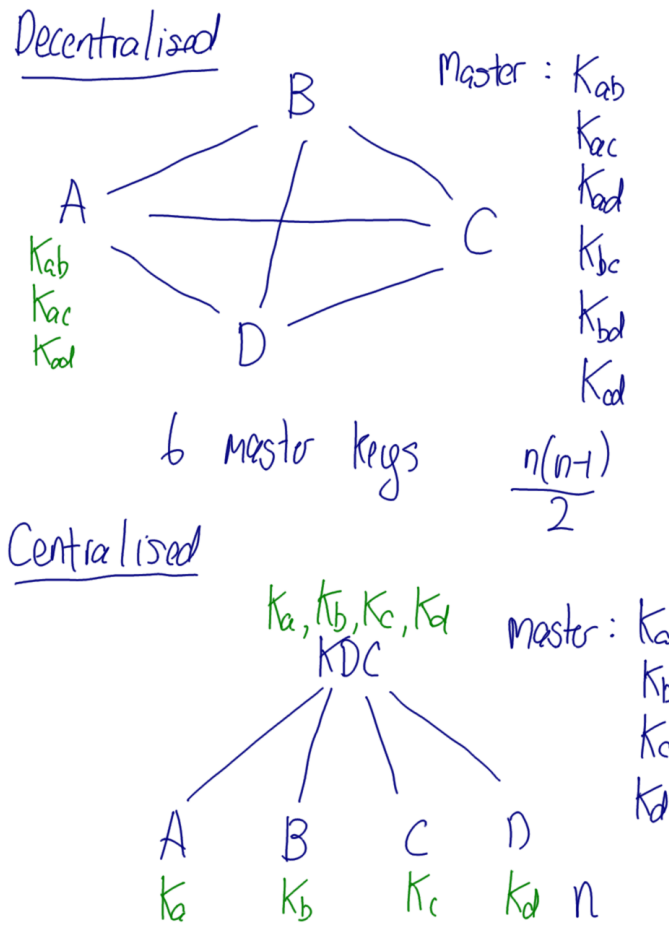 Decentralised
Master : Kab
B
Kac
Kad
A
C
Kab
Kbc
Kac
Kbd
Kad
D
Kcd
6 master keys
n(n-1)
2
Centralised
Ka, Kb, Kc, Kd
master : Ka
KDC
Kb
Kc
Kd
A B C D
Ka Kb Kc Kd n